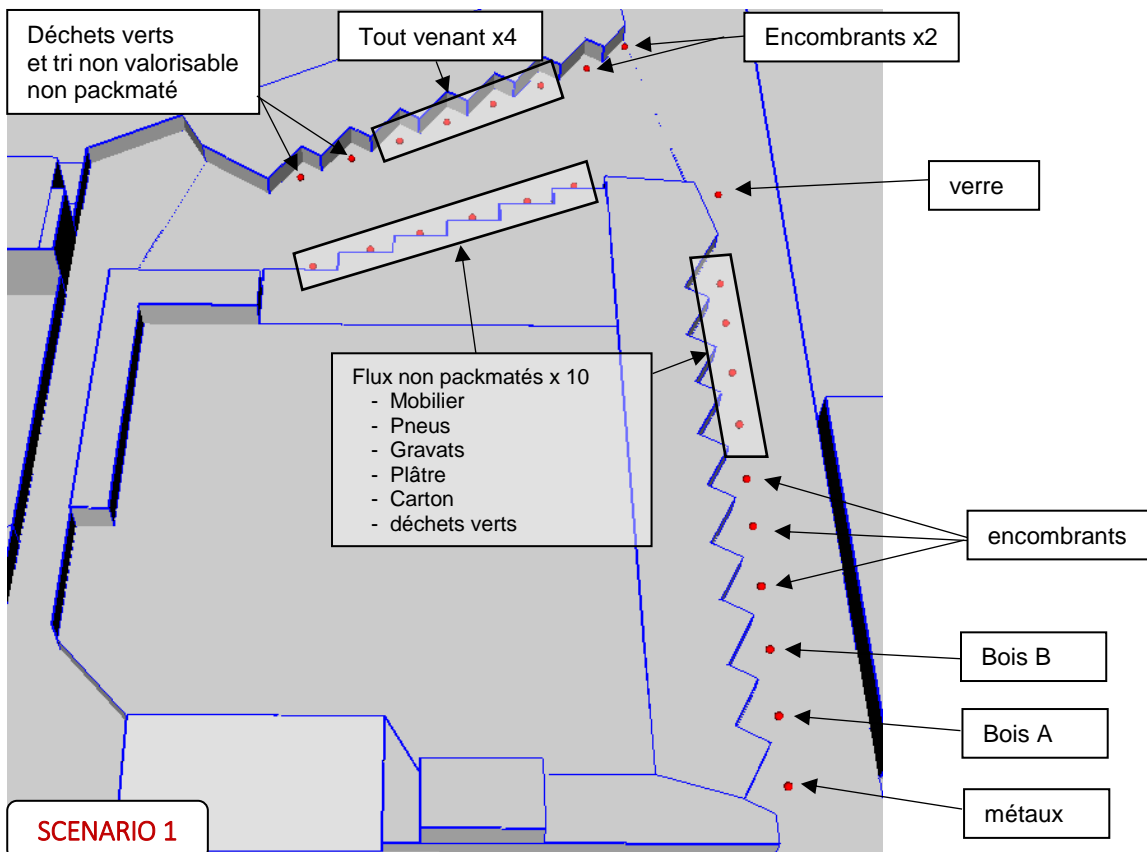 Déchets verts
et tri non valorisable
non packmaté
Tout venant x4
Encombrants x2
verre
Flux non packmatés x 10
- Mobilier
- Pneus
- Gravats
- Plâtre
- Carton
- déchets verts
encombrants
Bois B
Bois A
métaux
SCENARIO 1